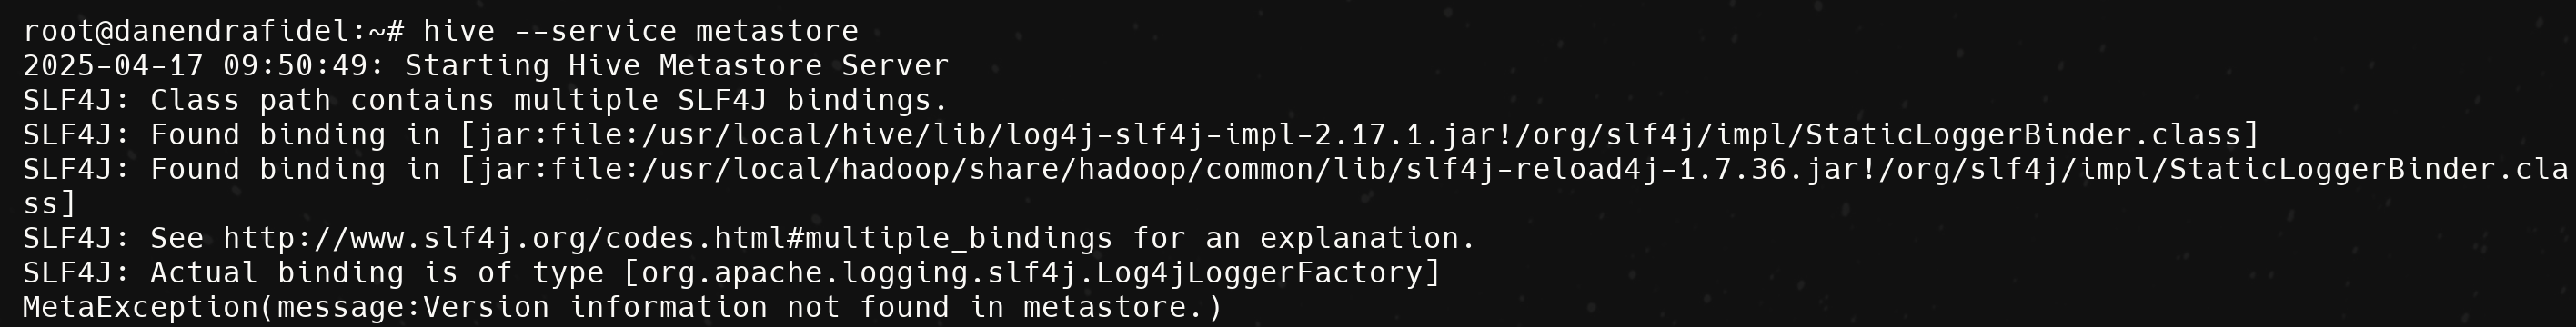 root@danendrafidel:~# hive --service metastore
2025-04-17 09:50:49: Starting Hive Metastore Server
SLF4J: Class path contains multiple SLF4J bindings.
SLF4J: Found binding in [jar:file:/usr/local/hive/lib/log4j-slf4j-impl-2.17.1.jar!/org/slf4j/impl/StaticLoggerBinder.class]
SLF4J: Found binding in [jar:file:/usr/local/hadoop/share/hadoop/common/lib/slf4j-reload4j-1.7.36.jar!/org/slf4j/impl/StaticLoggerBinder.cla
ss]
SLF4J: See http://www.slf4j.org/codes.html#multiple_bindings for an explanation.
SLF4J: Actual binding is of type [org.apache.logging.slf4j.Log4jLoggerFactory]
MetaException(message:Version information not found in metastore.)